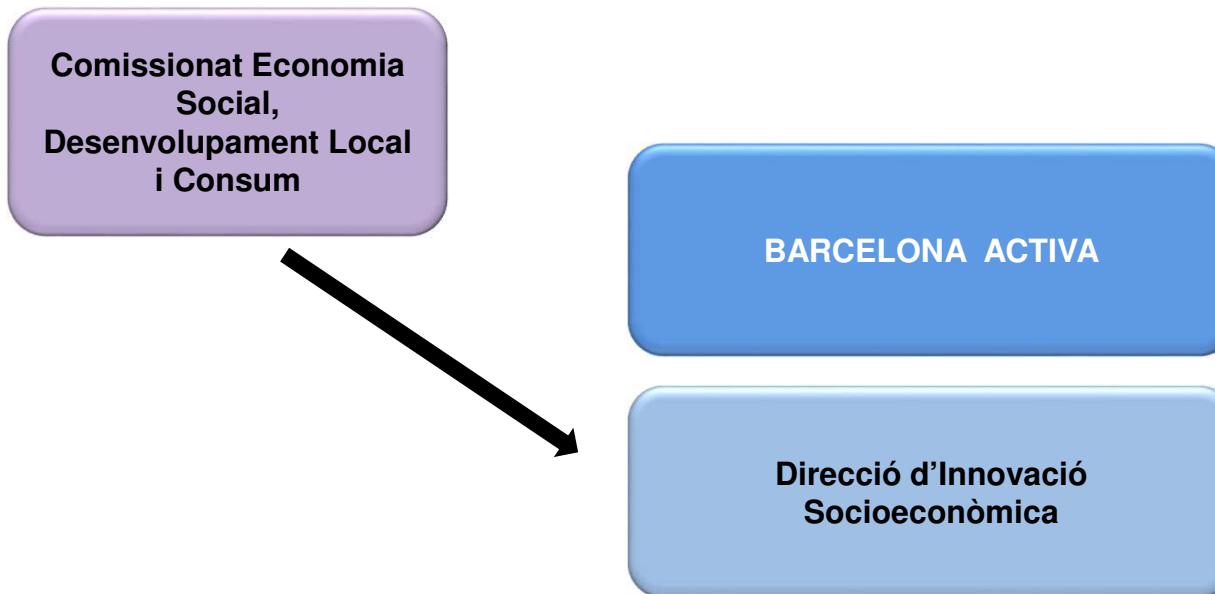 Comissionat Economia
Social,
Desenvolupament Local
i Consum
BARCELONA ACTIVA
Direcció d’Innovació
Socioeconòmica